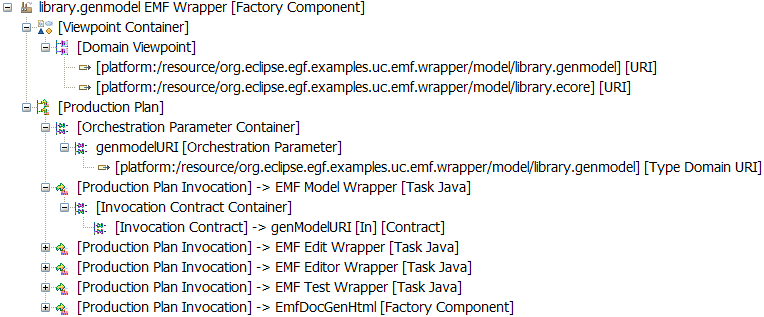 library.genmodel EMF Wrapper [Factory Component]
[Viewpoint Container]
[Domain Viewpoint]
[platform:/resource/org.eclipse.egf.examples.uc.emf.wrapper/model/library.genmodel] [URI]
[platform:/resource/org.eclipse.egf.examples.uc.emf.wrapper/model/library.ecore] [URI]
[Production Plan]
[Orchestration Parameter Container]
genmodelURI [Orchestration Parameter]
[platform:/resource/org.eclipse.egf.examples.uc.emf.wrapper/model/library.genmodel] [Type Domain URI]
[Production Plan Invocation] -> EMF Model Wrapper [Task Java]
[Invocation Contract Container]
[Invocation Contract] -> genModelURI [In] [Contract]
[Production Plan Invocation] -> EMF Edit Wrapper [Task Java]
[Production Plan Invocation] -> EMF Editor Wrapper [Task Java]
[Production Plan Invocation] -> EMF Test Wrapper [Task Java]
[Production Plan Invocation] -> EmfDocGenHtml [Factory Component]